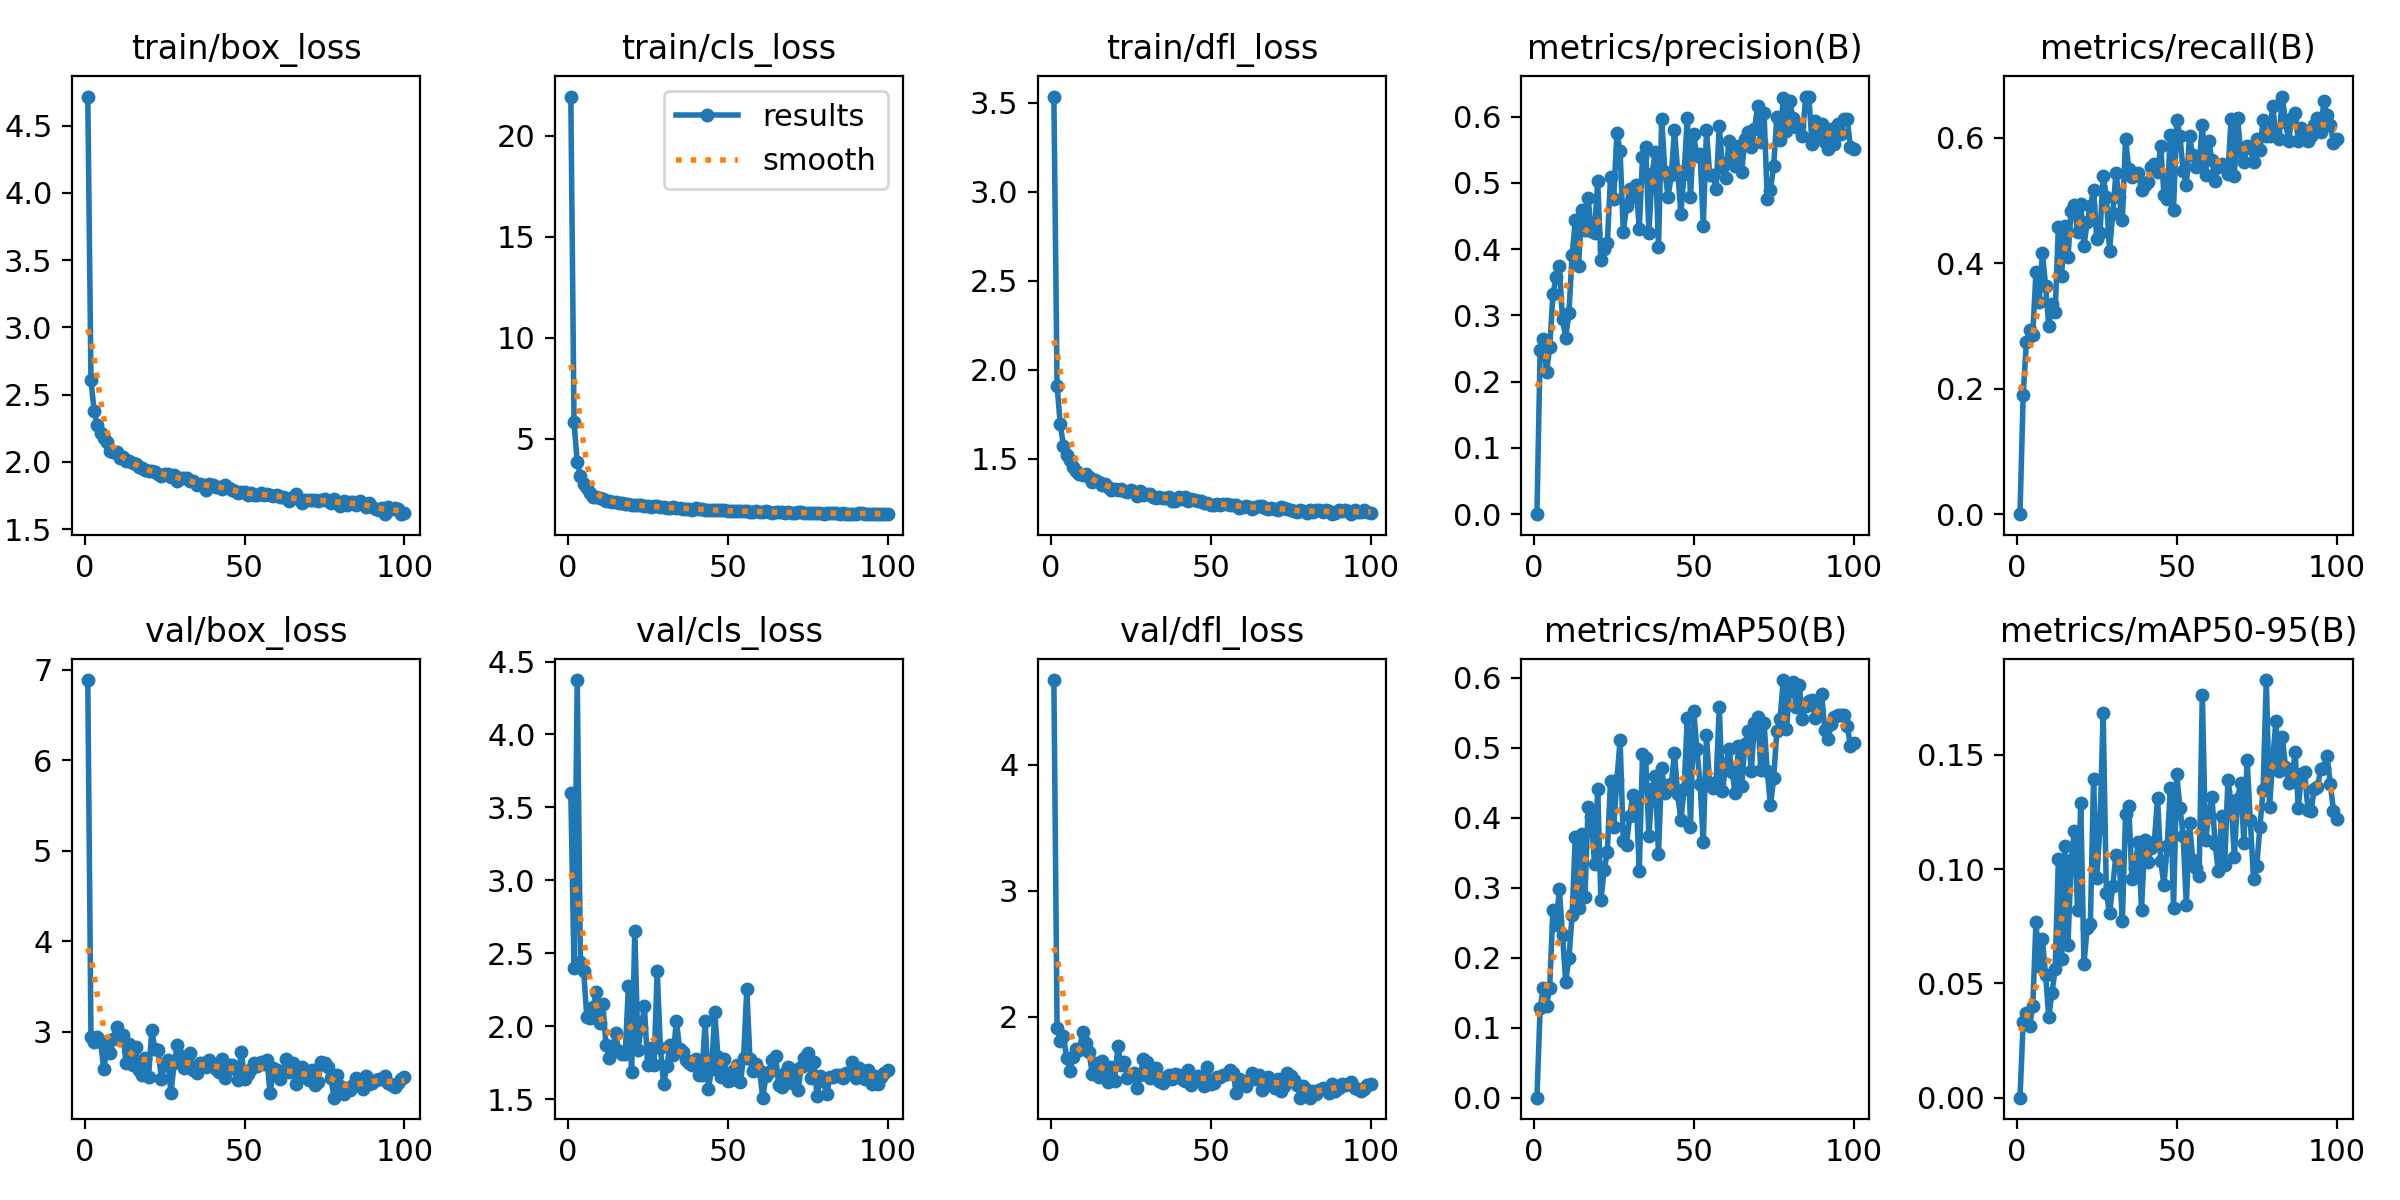 train/box_loss
4.5
4.0
3.5
3.0
2.5
2.0
1.5
0 50 100
train/cls_loss
results
smooth
20
15
10
5
0 50 100
train/dfl_loss
3.5
3.0
2.5
2.0
1.5
0 50 100
metrics/precision(B)
0.6
0.5
0.4
0.3
0.2
0.1
0.0
0 50 100
metrics/recall(B)
0.6
0.4
0.2
0.0
0 50 100
val/box_loss
7
6
5
4
3
0 50 100
val/cls_loss
4.5
4.0
3.5
3.0
2.5
2.0
1.5
0 50 100
val/dfl_loss
4
3
2
0 50 100
metrics/mAP50(B)
0.6
0.5
0.4
0.3
0.2
0.1
0.0
0 50 100
metrics/mAP50-95(B)
0.15
0.10
0.05
0.00
0 50 100